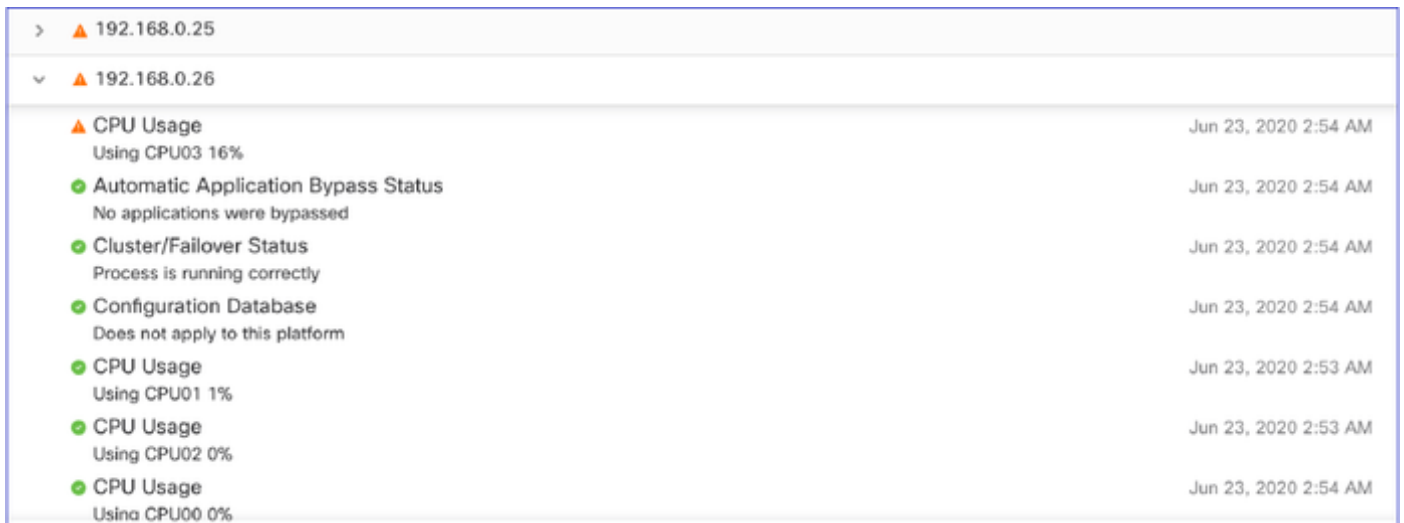 192.168.0.25
192.168.0.26
CPU Usage Jun 23, 2020 2:54 AM
Using CPU03 16%
Automatic Application Bypass Status Jun 23, 2020 2:54 AM
No applications were bypassed
Cluster/Failover Status Jun 23, 2020 2:54 AM
Process is running correctly
Configuration Database Jun 23, 2020 2:54 AM
Does not apply to this platform
CPU Usage Jun 23, 2020 2:53 AM
Using CPU01 1%
CPU Usage Jun 23, 2020 2:53 AM
Using CPU02 0%
CPU Usage Jun 23, 2020 2:54 AM
Using CPU00 0%